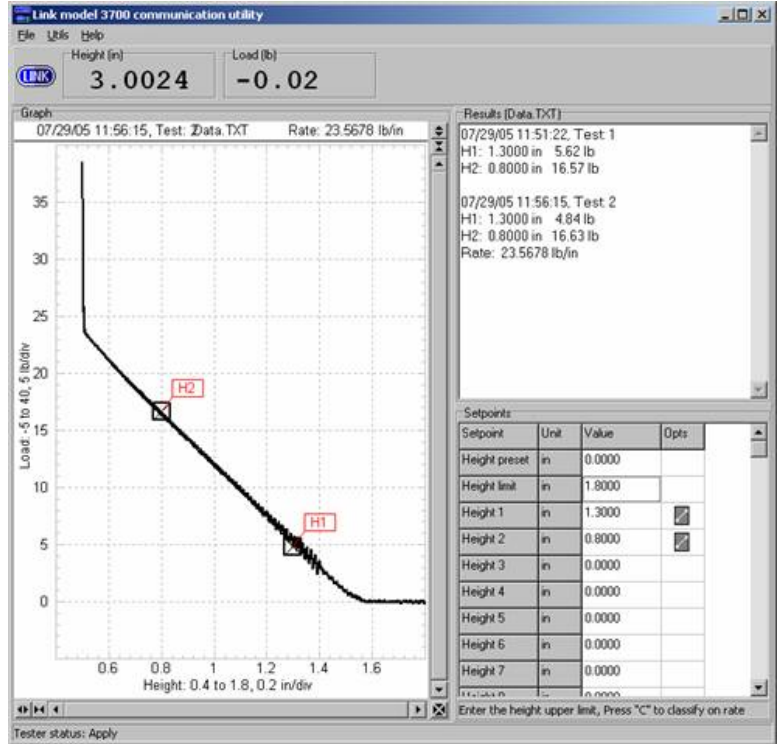 Link model 3700 communication utility
File Utils Help
LINK
Height (in)
3.0024
Load (lb)
-0.02
Graph
07/29/05 11:56:15, Test: 2Data.TXT Rate: 23.5678 lb/in
35
30
25
20
15
10
5
0
Load: -5 to 40, 5 lb/div
H2
H1
0.6 0.8 1 1.2 1.4 1.6
Height: 0.4 to 1.8, 0.2 in/div
Results (Data.TXT)
07/29/05 11:51:22, Test 1
H1: 1.3000 in 5.62 lb
H2: 0.8000 in 16.57 lb
07/29/05 11:56:15, Test 2
H1: 1.3000 in 4.84 lb
H2: 0.8000 in 16.63 lb
Rate: 23.5678 lb/in
Setpoints
Setpoint Unit Value Opts
Height preset in 0.0000
Height limit in 1.8000
Height 1 in 1.3000
Height 2 in 0.8000
Height 3 in 0.0000
Height 4 in 0.0000
Height 5 in 0.0000
Height 6 in 0.0000
Height 7 in 0.0000
Enter the height upper limit, Press "C" to classify on rate
Tester status: Apply